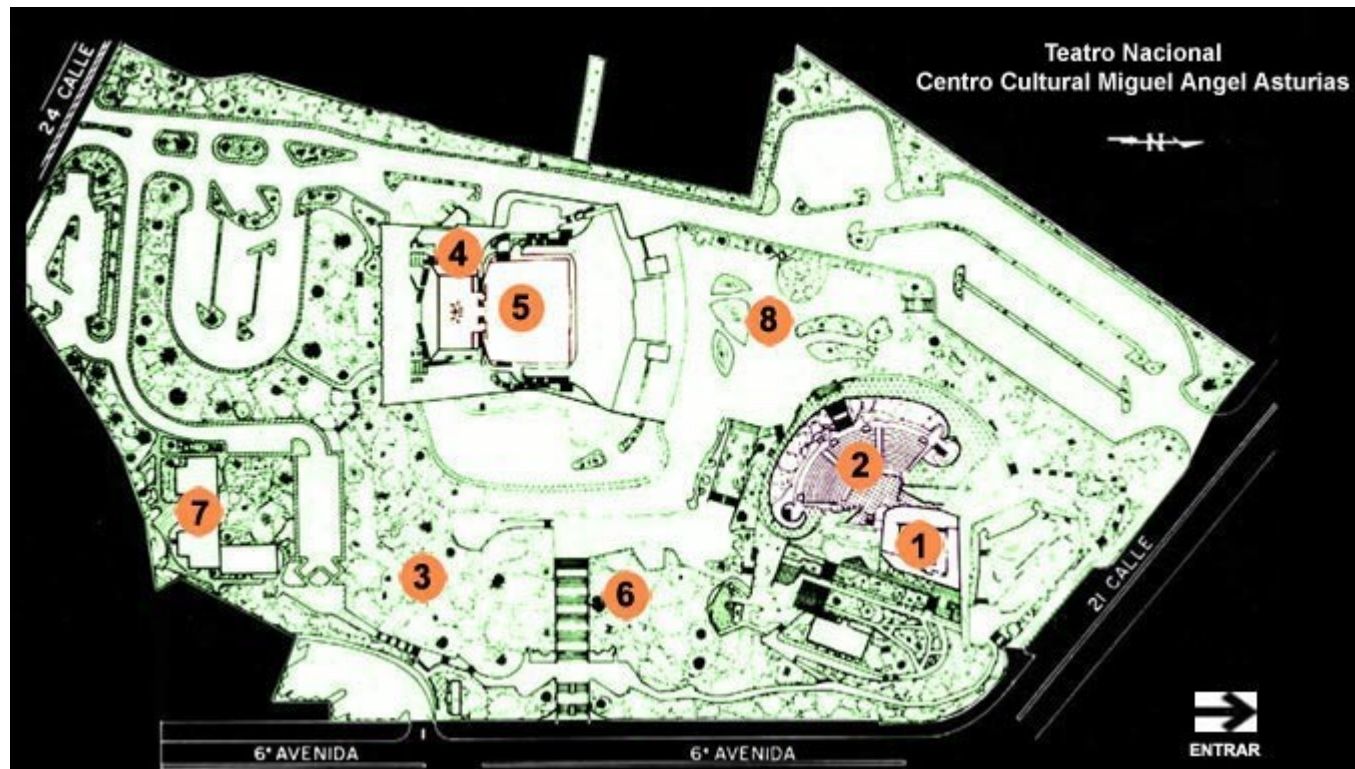 Teatro Nacional
Centro Cultural Miguel Angel Asturias
N
24 CALLE
4
5
8
2
7
1
3
6
21 CALLE
ENTRAR
6ª AVENIDA
6ª AVENIDA